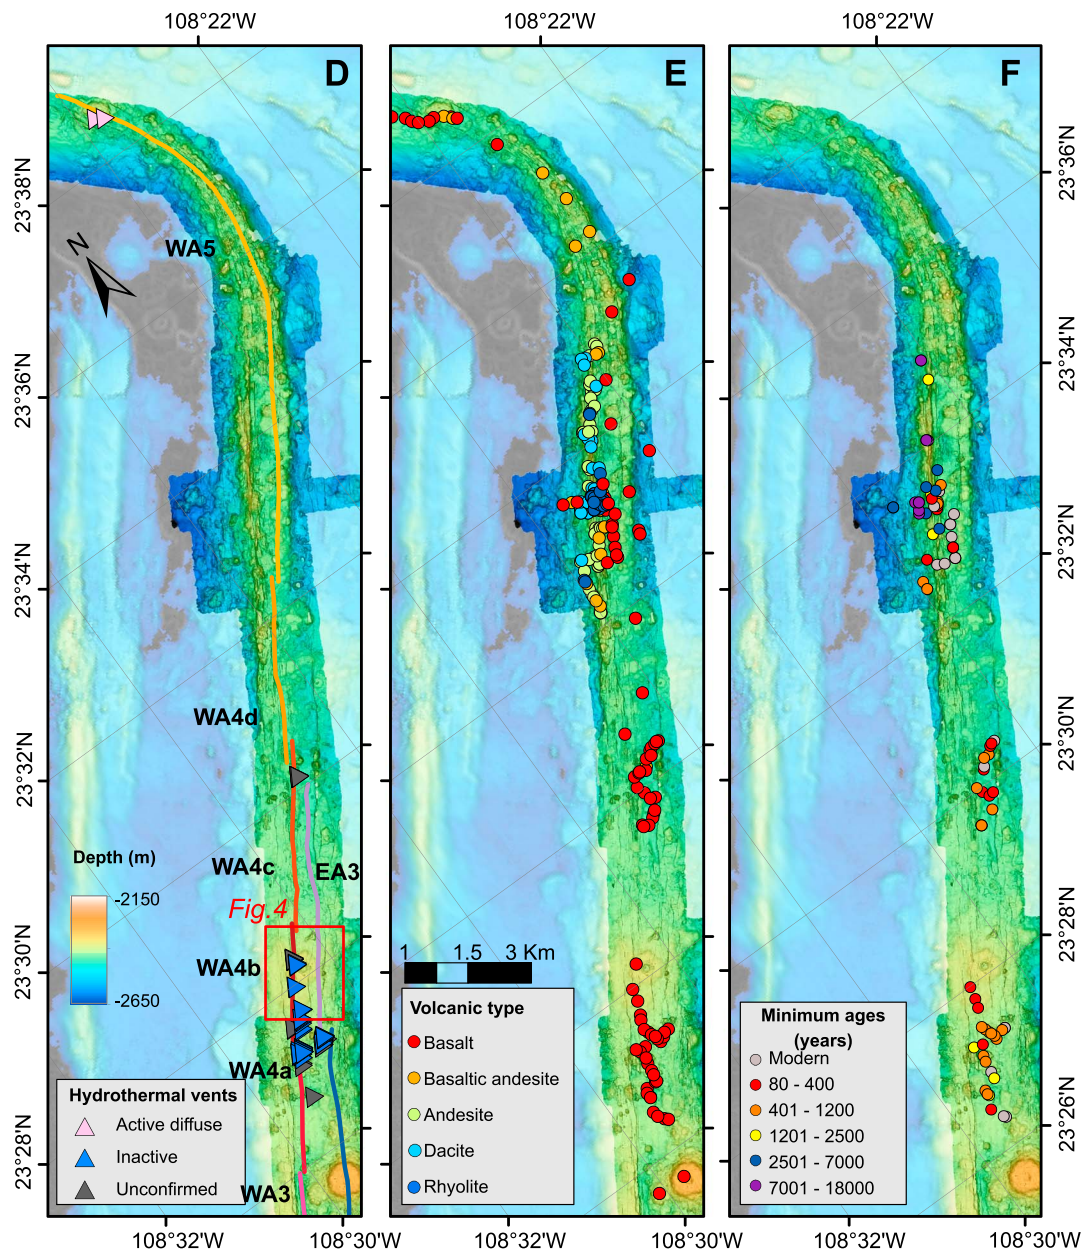 108°22'W
108°22'W
108°22'W
D
E
F
23°38'N
23°36'N
23°34'N
23°32'N
23°30'N
23°28'N
N
WA5
WA4d
WA4c
EA3
Fig.4
WA4b
WA4a
WA3
Depth (m)
-2150
-2650
Hydrothermal vents
Active diffuse
Inactive
Unconfirmed
1 1.5 3 Km
Volcanic type
Basalt
Basaltic andesite
Andesite
Dacite
Rhyolite
Minimum ages
(years)
Modern
80 - 400
401 - 1200
1201 - 2500
2501 - 7000
7001 - 18000
23°36'N
23°34'N
23°32'N
23°30'N
23°28'N
23°26'N
108°32'W
108°30'W
108°32'W
108°30'W
108°32'W
108°30'W